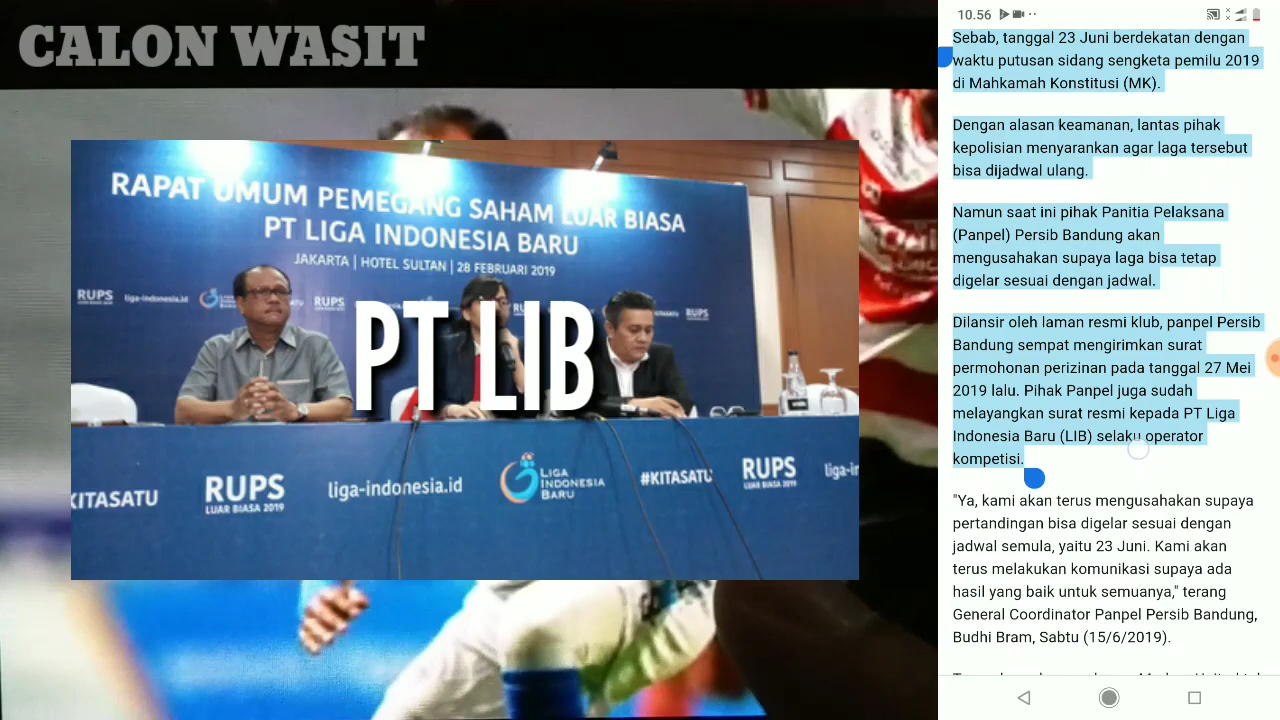 CALON WASIT
RAPAT UMUM PEMEGANG SAHAM LUAR BIASA
PT LIGA INDONESIA BARU
JAKARTA | HOTEL SULTAN | 28 FEBRUARI 2019
RUPS
liga-indonesia.id
RUPS
RUPS
PT LIB
KITASATU
RUPS
LUAR BIASA 2019
liga-indonesia.id
LIGA
INDONESIA
BARU
#KITASATU
RUPS
LUAR BIASA 2019
10.56
Sebab, tanggal 23 Juni berdekatan dengan
waktu putusan sidang sengketa pemilu 2019
di Mahkamah Konstitusi (MK).
Dengan alasan keamanan, lantas pihak
kepolisian menyarankan agar laga tersebut
bisa dijadwal ulang.
Namun saat ini pihak Panitia Pelaksana
(Panpel) Persib Bandung akan
mengusahakan supaya laga bisa tetap
digelar sesuai dengan jadwal.
Dilansir oleh laman resmi klub, panpel Persib
Bandung sempat mengirimkan surat
permohonan perizinan pada tanggal 27 Mei
2019 lalu. Pihak Panpel juga sudah
melayangkan surat resmi kepada PT Liga
Indonesia Baru (LIB) selaku operator
kompetisi.
"Ya, kami akan terus mengusahakan supaya
pertandingan bisa digelar sesuai dengan
jadwal semula, yaitu 23 Juni. Kami akan
terus melakukan komunikasi supaya ada
hasil yang baik untuk semuanya," terang
General Coordinator Panpel Persib Bandung,
Budhi Bram, Sabtu (15/6/2019).